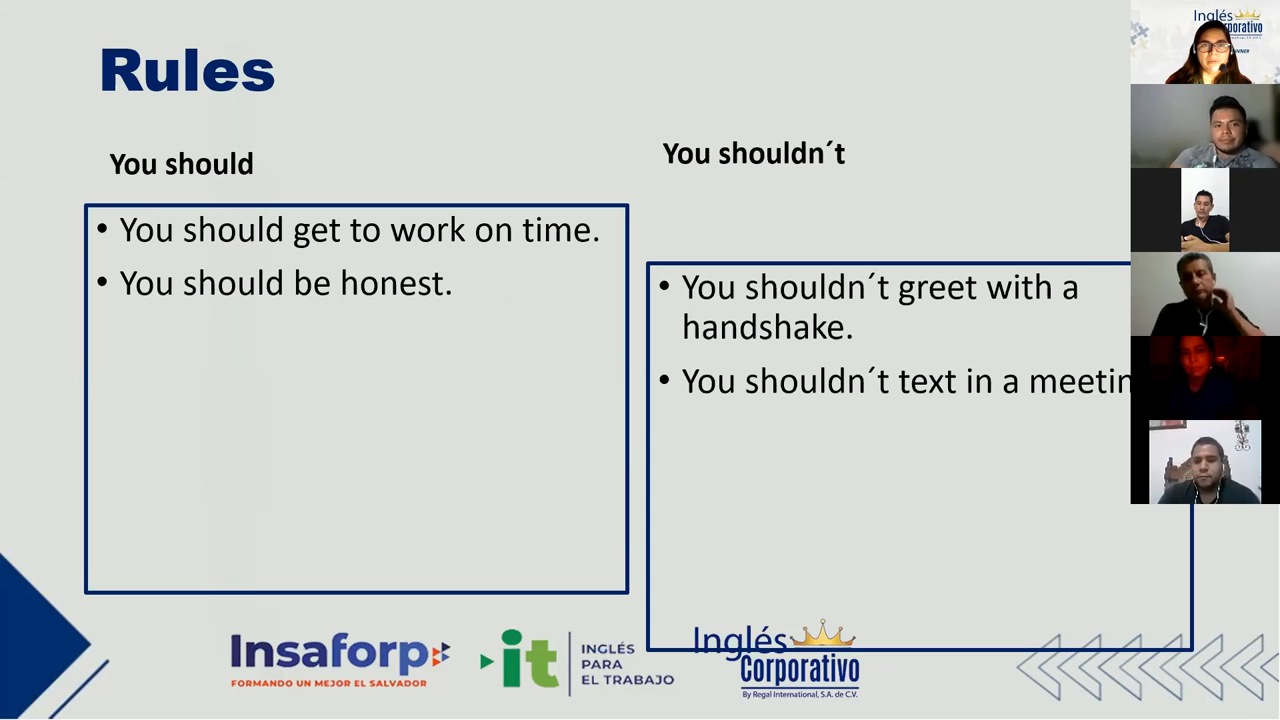 Rules
You should
You shouldn´t
• You should get to work on time.
• You should be honest.
• You shouldn´t greet with a
handshake.
• You shouldn´t text in a
Insaforp
FORMANDO UN MEJOR EL SALVADOR
it
INGLÉS
PARA
EL TRABAJO
Inglés
Corporativo
By Regal International, S.A. de C.V.
Inglés